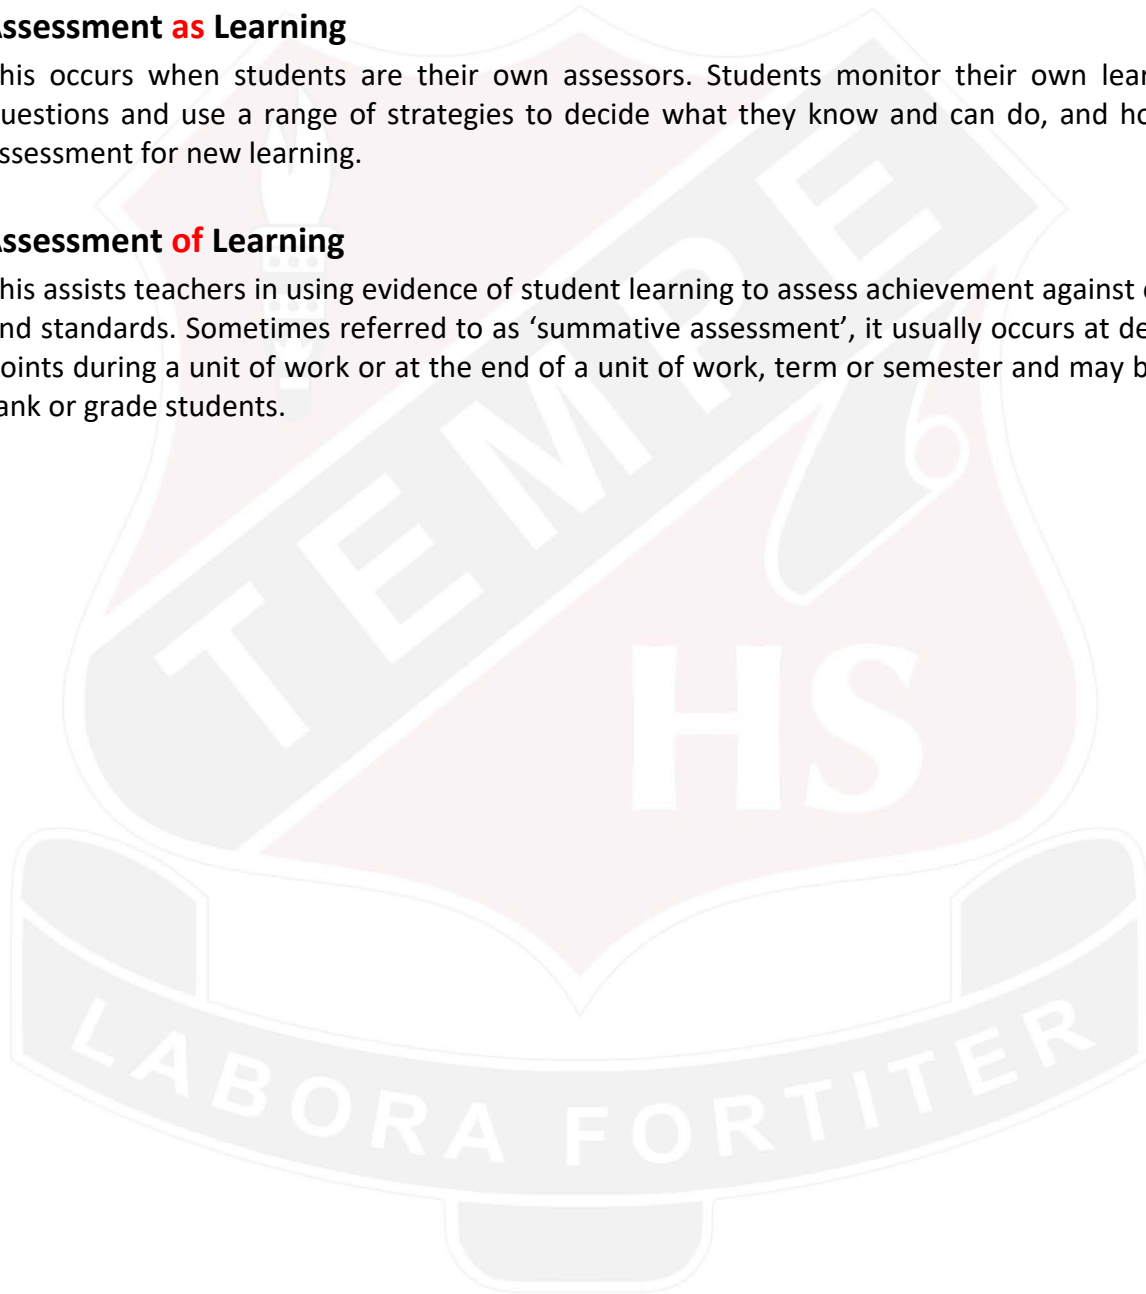 ssessment as Learning
his occurs when students are their own assessors. Students monitor their own lear
uestions and use a range of strategies to decide what they know and can do, and ho
ssessment for new learning.
ssessment of Learning
his assists teachers in using evidence of student learning to assess achievement against
nd standards. Sometimes referred to as ‘summative assessment’, it usually occurs at de
oints during a unit of work or at the end of a unit of work, term or semester and may b
ank or grade students.
TEMPE
HS
LABORA FORTITER